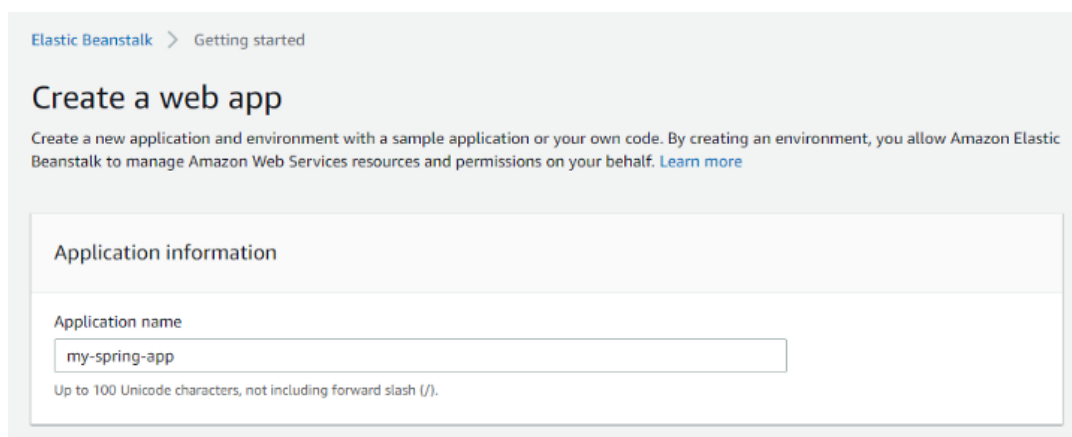 Elastic Beanstalk > Getting started
Create a web app
Create a new application and environment with a sample application or your own code. By creating an environment, you allow Amazon Elastic
Beanstalk to manage Amazon Web Services resources and permissions on your behalf. Learn more
Application information
Application name
my-spring-app
Up to 100 Unicode characters, not including forward slash (/).